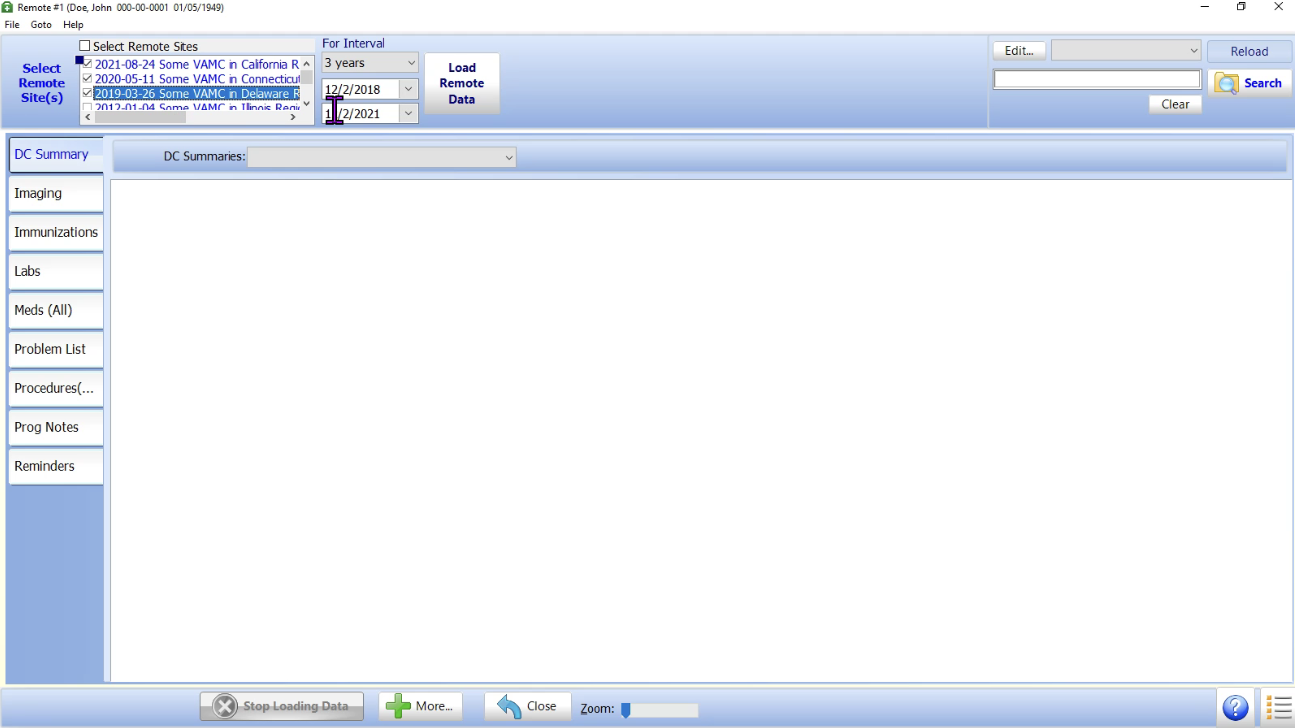 Remote #1 (Doe, John 000-00-0001 01/05/1949)
File Goto Help
Select Remote Site(s)
Select Remote Sites
2021-08-24 Some VAMC in California R
2020-05-11 Some VAMC in Connecticut
2019-03-26 Some VAMC in Delaware R
2012-01-04 Some VAMC in Illinois Regi
For Interval
3 years
12/2/2018
/2/2021
Load
Remote
Data
Edit...
Reload
Search
Clear
DC Summary
Imaging
Immunizations
Labs
Meds (All)
Problem List
Procedures(...
Prog Notes
Reminders
DC Summaries:
Stop Loading Data
More...
Close
Zoom: